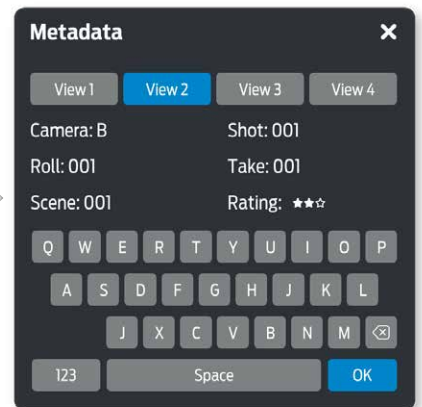 Metadata
View 1 View 2 View 3 View 4
Camera: B Shot: 001
Roll: 001 Take: 001
Scene: 001 Rating: ★★☆
Q W E R T Y U I O P
A S D F G H J K L
J X C V B N M
123 Space OK